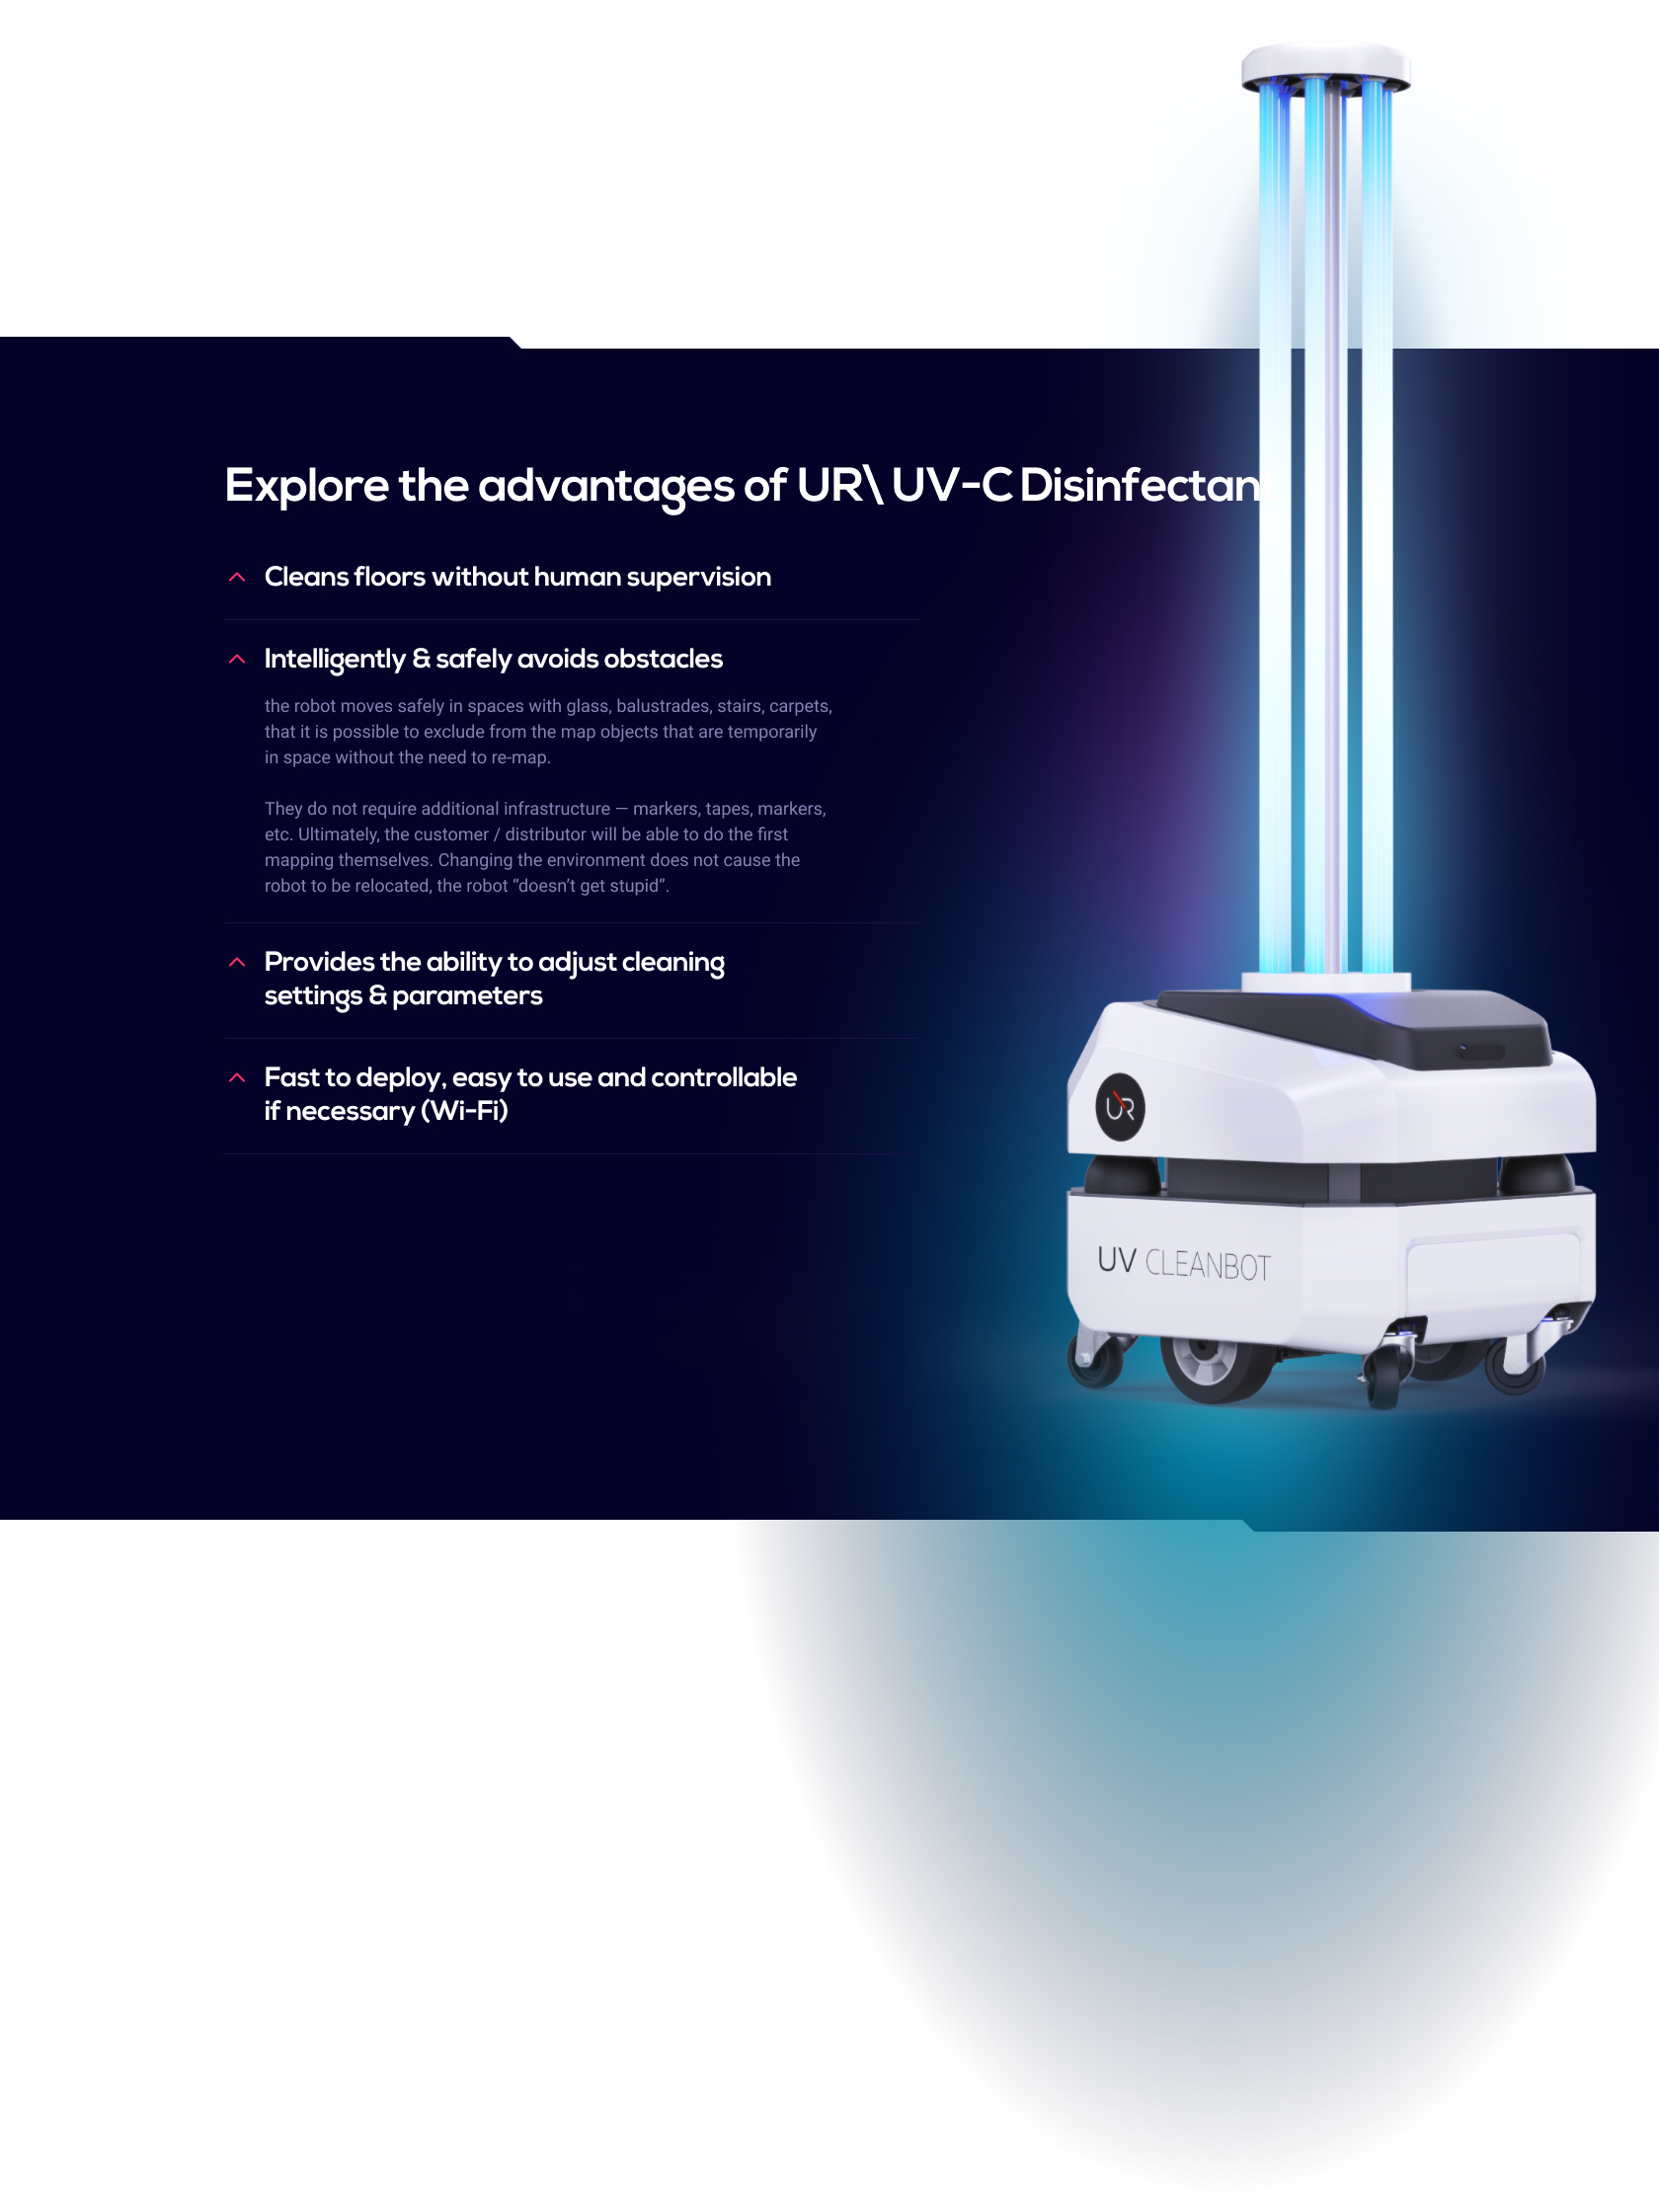 Explore the advantages of UR\ UV-C Disinfectant
Cleans floors without human supervision
Intelligently & safely avoids obstacles
the robot moves safely in spaces with glass, balustrades, stairs, carpets,
that it is possible to exclude from the map objects that are temporarily
in space without the need to re-map.
They do not require additional infrastructure — markers, tapes, markers,
etc. Ultimately, the customer / distributor will be able to do the first
mapping themselves. Changing the environment does not cause the
robot to be relocated, the robot “doesn’t get stupid”.
Provides the ability to adjust cleaning
settings & parameters
Fast to deploy, easy to use and controllable
if necessary (Wi-Fi)
UR
UV CLEANBOT